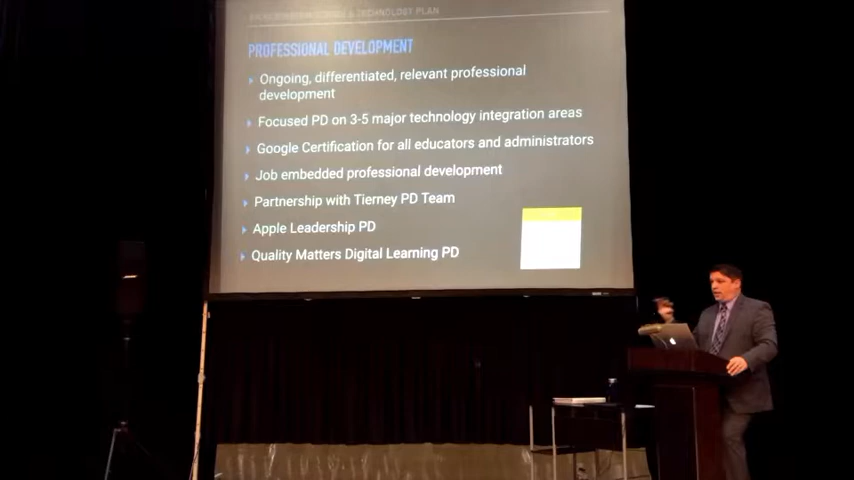 & TECHNOLOGY PLAN
PROFESSIONAL DEVELOPMENT
Ongoing, differentiated, relevant professional
development
Focused PD on 3-5 major technology integration areas
Google Certification for all educators and administrators
Job embedded professional development
Partnership with Tierney PD Team
Apple Leadership PD
Quality Matters Digital Learning PD